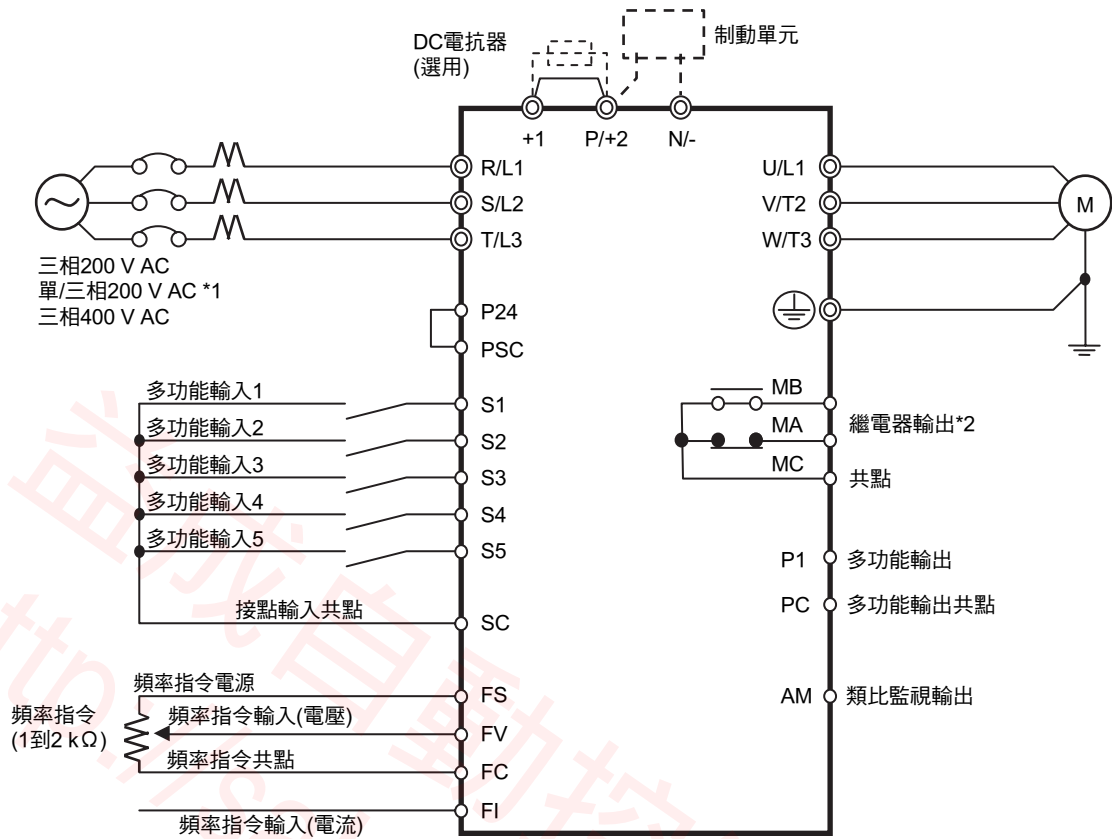 DC電抗器
(選用)
制動單元
+1
P/+2
N/-
R/L1
S/L2
T/L3
U/L1
V/T2
W/T3
M
三相200 V AC
單/三相200 V AC *1
三相400 V AC
P24
PSC
多功能輸入1
S1
多功能輸入2
S2
多功能輸入3
S3
多功能輸入4
S4
多功能輸入5
S5
接點輸入共點
SC
MB
MA
繼電器輸出*2
MC
共點
P1
多功能輸出
PC
多功能輸出共點
AM
類比監視輸出
頻率指令
(1到2 kΩ)
頻率指令電源
FS
頻率指令輸入(電壓)
FV
頻率指令共點
FC
FI
頻率指令輸入(電流)
益成自動控